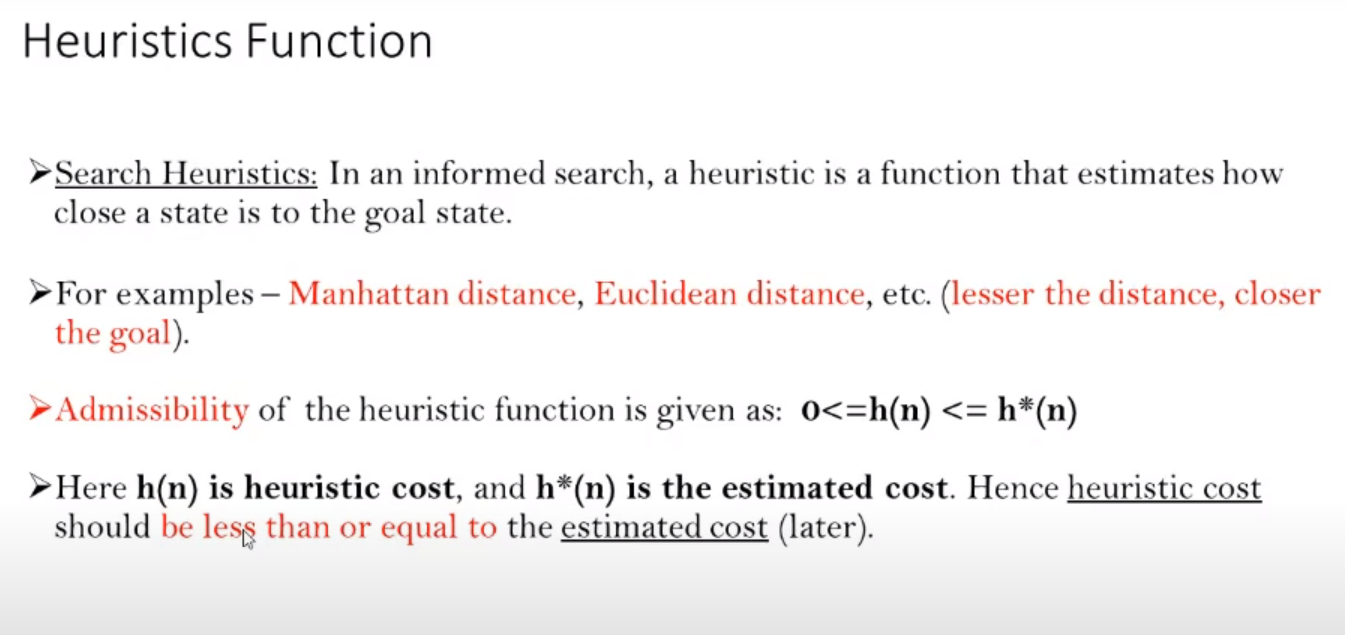 Heuristics Function
➤Search Heuristics: In an informed search, a heuristic is a function that estimates how
close a state is to the goal state.
➤For examples – Manhattan distance, Euclidean distance, etc. (lesser the distance, closer
the goal).
➤Admissibility of the heuristic function is given as: 0<=h(n) <= h*(n)
➤Here h(n) is heuristic cost, and h*(n) is the estimated cost. Hence heuristic cost
should be less than or equal to the estimated cost (later).